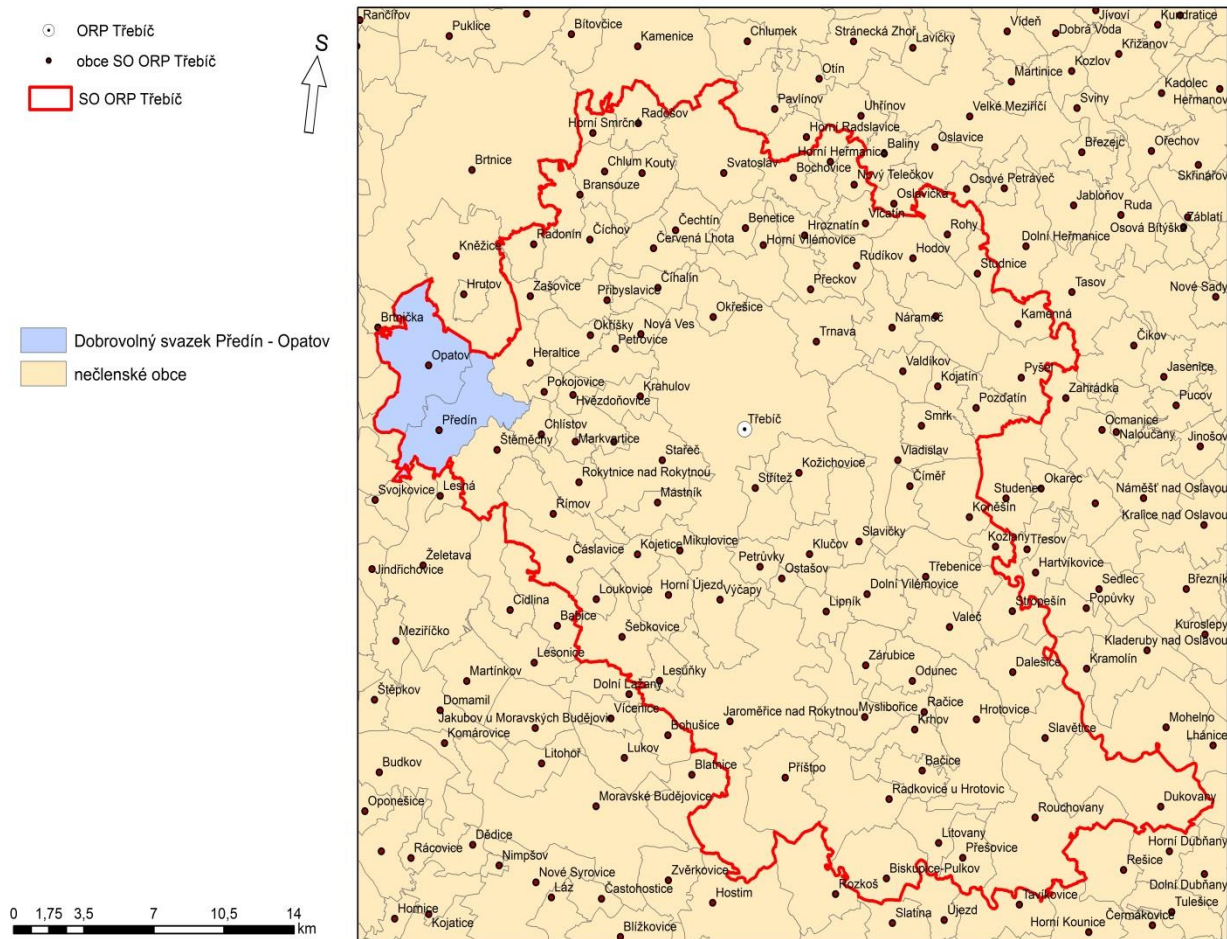 ORP Třebíč
obce SO ORP Třebíč
SO ORP Třebíč
S
Dobrovolný svazek Předín - Opatov
nečlenské obce
0 1,75 3,5 7 10,5 14
km
Rančířov
Puklice
Bítovčice
Kamenice
Chlumek
Stránecká Zhoř
Lavičky
Vídeň
Jívoví
Kundratice
Dobrá Voda
Křižanov
Otín
Martinice
Kozlov
Kadolec
Heřmanov
Pavlínov
Uhřínov
Velké Meziříčí
Sviny
Radošov
Horní Smrčné
Horní Radslavice
Oslavice
Baliny
Horní Heřmanice
Březejc
Ořechov
Skřinářov
Brtnice
Chlum
Kouty
Svatoslav
Bochovice
Nový Telečkov
Osové
Petráveč
Bransouze
Oslavička
Jabloňov
Ruda
Záblatí
Osová Bítýška
Čechtín
Benetice
Hroznatín
Vlčatín
Rohy
Radonín
Číchov
Červená Lhota
Horní Vilémovice
Dolní Heřmanice
Kněžice
Rudíkov
Hodov
Studnice
Číhalín
Přeckov
Tasov
Nové Sady
Hrutov
Zašovice
Přibyslavice
Okřešice
Brtnička
Nárameč
Kamenná
Okříšky
Nová Ves
Petrovice
Trnava
Čikov
Opatov
Heraltice
Valdíkov
Kojatín
Pyšel
Jasenice
Pokojovice
Hvězdoňovice
Krahulov
Zahrádka
Pucov
Pozďatín
Předín
Chlístov
Třebíč
Smrk
Ocmanice
Naloučany
Jinošov
Štěměchy
Markvartice
Stařeč
Vladislav
Rokytnice nad Rokytnou
Kožichovice
Číměř
Střítež
Svojkovice
Lesná
Mastník
Studenec
Okarec
Náměšť nad Oslavou
Římov
Koněšín
Kralice nad Oslavou
Slavičky
Kozlany
Třesov
Čáslavice
Kojetice
Mikulovice
Klučov
Želetava
Jindřichovice
Petrůvky
Ostašov
Třebenice
Hartvíkovice
Sedlec
Březník
Cidlina
Loukovice
Horní Újezd
Výčapy
Lipník
Dolní Vilémovice
Stropešín
Popůvky
Babice
Valeč
Meziříčko
Šebkovice
Kuroslepy
Kladeruby nad Oslavou
Lesonice
Zárubice
Dalešice
Kramolín
Martínkov
Lesůňky
Odunec
Štěpkov
Dolní Lažany
Domamil
Vícenice
Račice
Jakubov u Moravských Budějovic
Jaroměřice nad Rokytnou
Myslibořice
Hrotovice
Mohelno
Komárovice
Bohušice
Krhov
Slavětice
Lhánice
Litohoř
Lukov
Blatnice
Příštpo
Bačice
Budkov
Radkovice u Hrotovic
Dukovany
Oponešice
Moravské Budějovice
Rouchovany
Dědice
Litovany
Horní Dubňany
Rácovice
Nimpšov
Přešovice
Rešice
Nové Syrovice
Zvěrkovice
Biskupice-Pulkov
Dolní Dubňany
Láz
Častohostice
Hostim
Rozkoš
Tavíkovice
Tulešice
Hornice
Kojatice
Slatina
Újezd
Horní Kounice
Čermákovice
Blížkovice